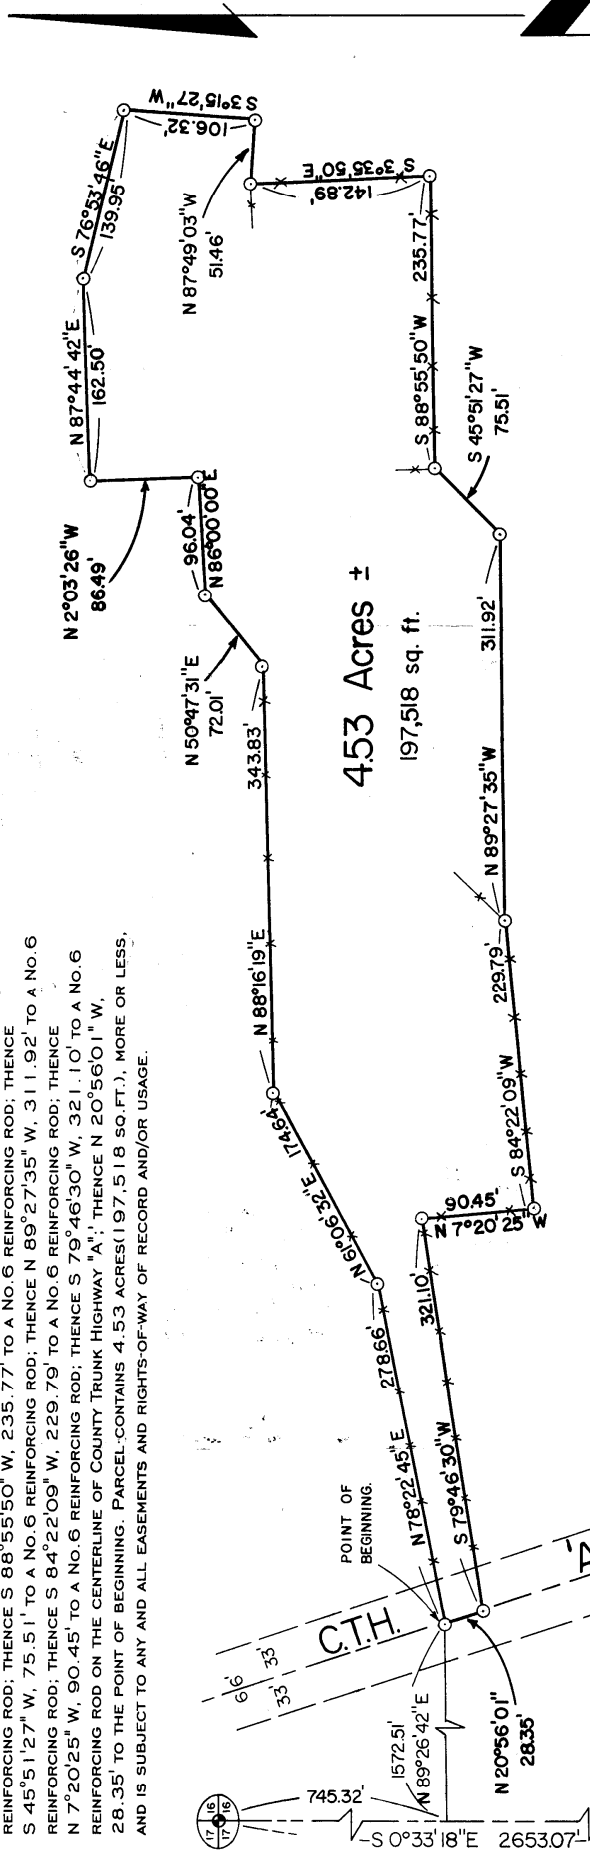 REINFORCING ROD; THENCE S 88°55'50" W, 235.77' TO A NO.6 REINFORCING ROD; THENCE
S 45°51'27" W, 75.51' TO A NO.6 REINFORCING ROD; THENCE N 89°27'35" W, 311.92' TO A NO.6
REINFORCING ROD; THENCE S 84°22'09" W, 229.79' TO A NO.6 REINFORCING ROD; THENCE
N 7°20'25" W, 90.45' TO A NO.6 REINFORCING ROD; THENCE S 79°46'30" W, 321.10' TO A NO.6
REINFORCING ROD ON THE CENTERLINE OF COUNTY TRUNK HIGHWAY "A"; THENCE N 20°56'01" W,
28.35' TO THE POINT OF BEGINNING. PARCEL CONTAINS 4.53 ACRES(197,518 SQ.FT.), MORE OR LESS,
AND IS SUBJECT TO ANY AND ALL EASEMENTS AND RIGHTS-OF-WAY OF RECORD AND/OR USAGE.
S 3°15'27" W
106.32'
S 76°53'46" E
139.95'
N 87°49'03" W
51.46'
S 3°35'50" E
142.89'
N 87°44'42" E
162.50'
235.77'
S 88°55'50" W
S 45°51'27" W
75.51'
N 2°03'26" W
86.49'
96.04'
N 86°00'00" E
N 50°47'31" E
72.01'
4.53 Acres ±
197,518 sq. ft.
311.92'
N 89°27'35" W
343.83'
N 88°16'19" E
229.79'
S 84°22'09" W
174.64'
N 61°06'32" E
90.45'
N 7°20'25" W
278.66'
N 78°22'45" E
321.10'
S 79°46'30" W
POINT OF
BEGINNING.
C.T.H.
'A
66'
33'
33'
1572.51'
N 89°26'42" E
N 20°56'01"
28.35'
745.32'
17 16
17 16
S 0°33'18" E 2653.07'